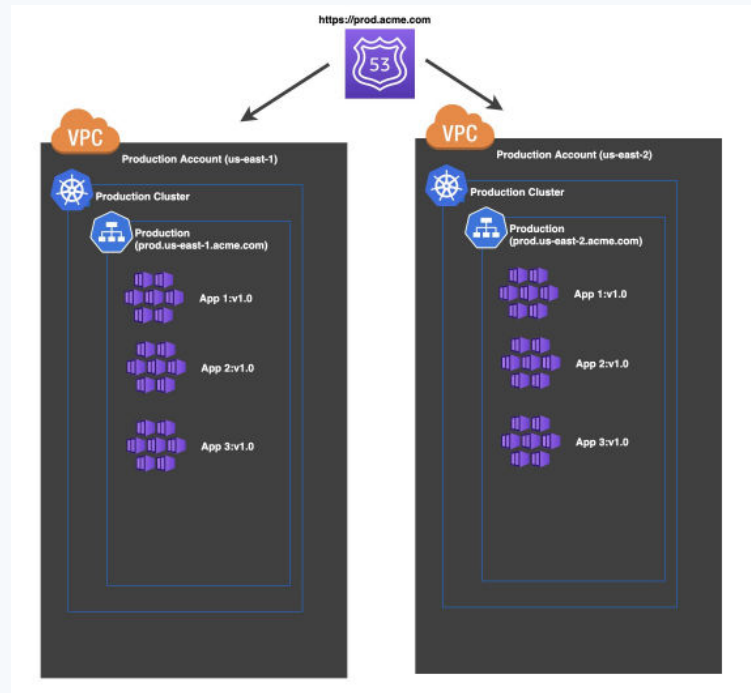 https://prod.acme.com
53
VPC
Production Account (us-east-1)
Production Cluster
Production
(prod.us-east-1.acme.com)
App 1:v1.0
App 2:v1.0
App 3:v1.0
VPC
Production Account (us-east-2)
Production Cluster
Production
(prod.us-east-2.acme.com)
App 1:v1.0
App 2:v1.0
App 3:v1.0